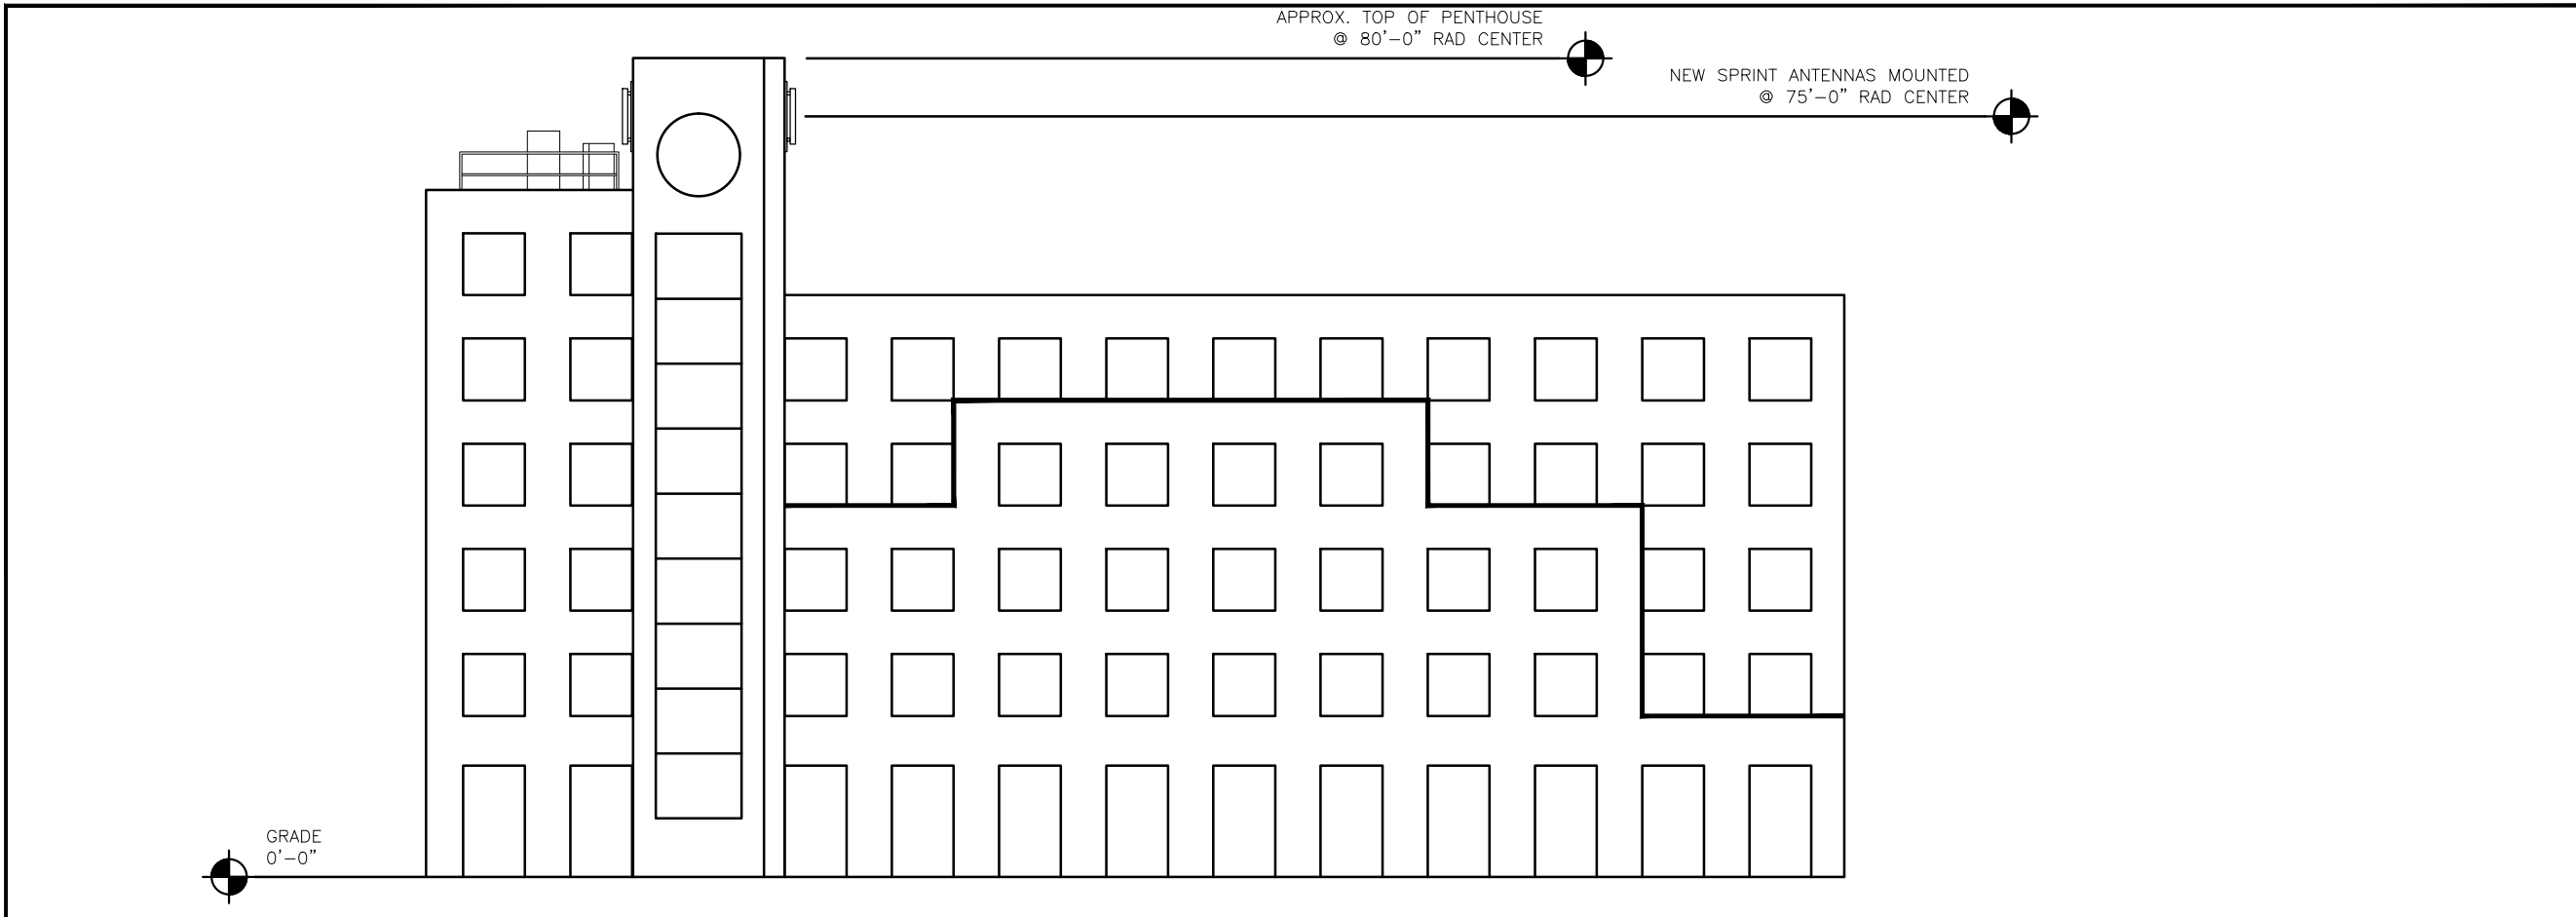 APPROX. TOP OF PENTHOUSE
@ 80'-0" RAD CENTER
NEW SPRINT ANTENNAS MOUNTED
@ 75'-0" RAD CENTER
GRADE
0'-0"